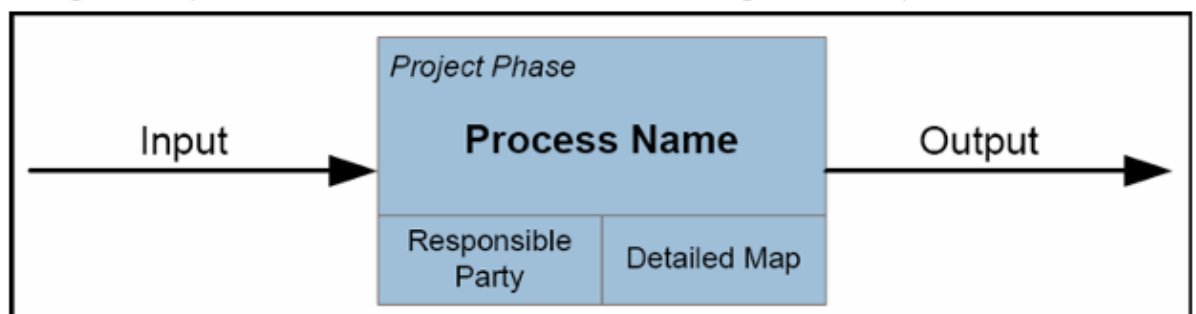 Project Phase
Input
Process Name
Output
Responsible
Party
Detailed Map